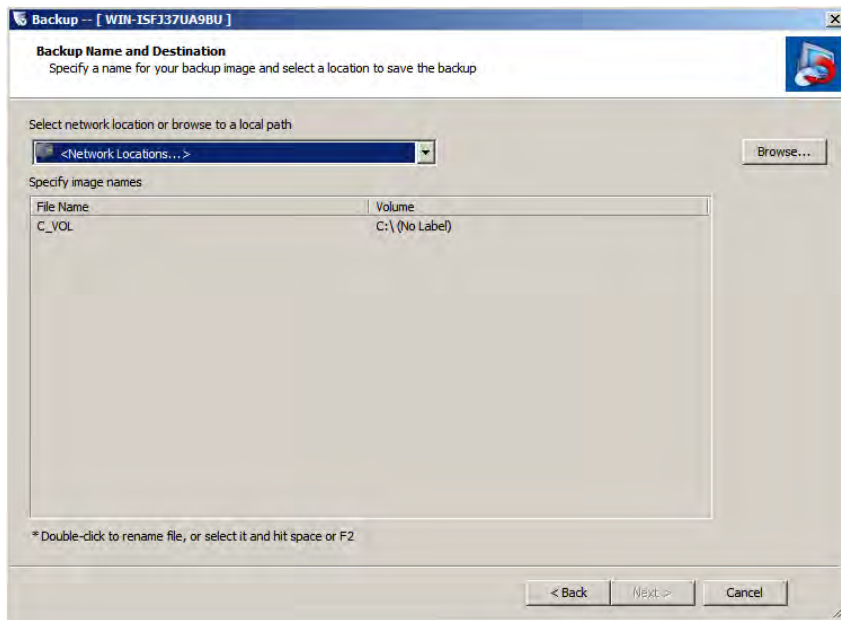 Backup -- [ WIN-ISFJ37UA9BU ]
Backup Name and Destination
Specify a name for your backup image and select a location to save the backup
Select network location or browse to a local path
<Network Locations...>
Browse...
Specify image names
File Name Volume
C_VOL C:\ (No Label)
* Double-click to rename file, or select it and hit space or F2
< Back Next > Cancel